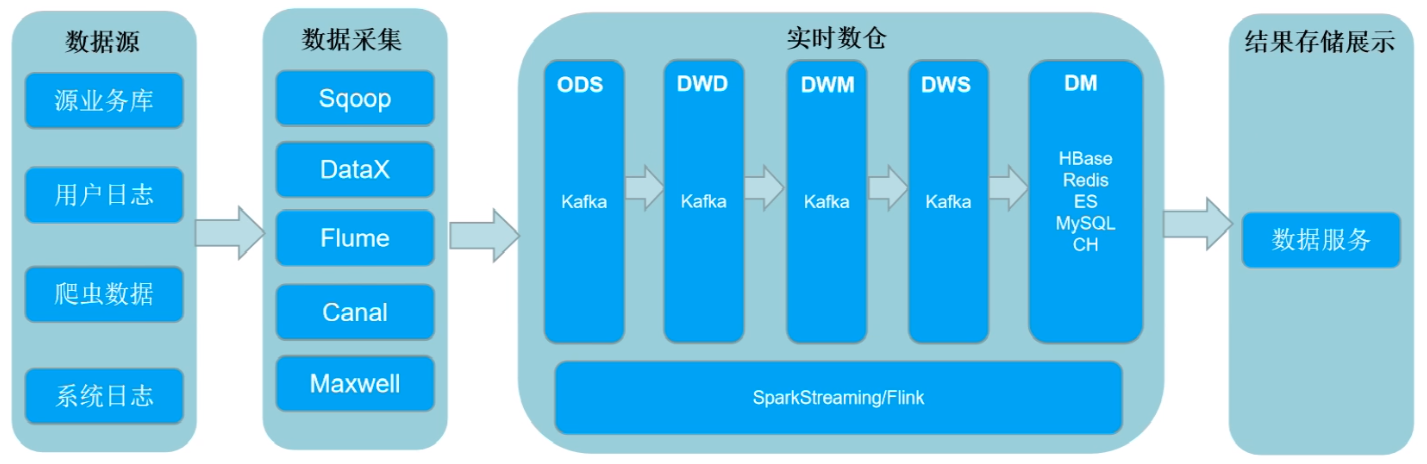 数据源
源业务库
用户日志
爬虫数据
系统日志
数据采集
Sqoop
DataX
Flume
Canal
Maxwell
实时数仓
ODS
Kafka
DWD
Kafka
DWM
Kafka
DWS
Kafka
DM
HBase
Redis
ES
MySQL
CH
SparkStreaming/Flink
结果存储展示
数据服务